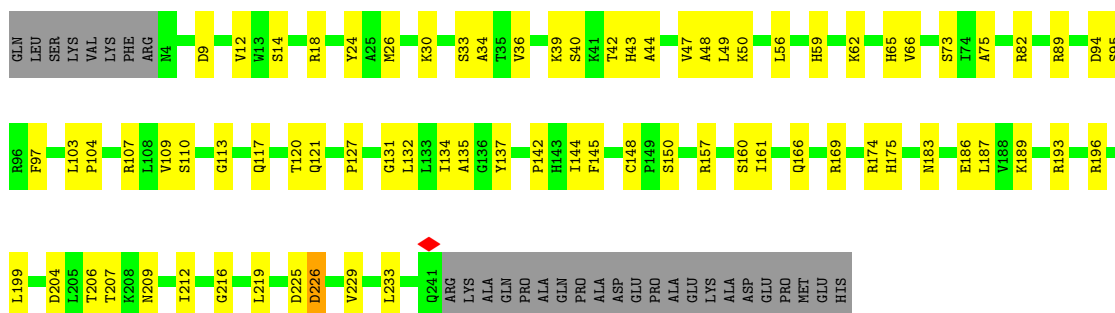 GLN LEU SER LYS VAL LYS PHE ARG N4 D9 V12 W13 S14 R18 Y24 A25 M26 K30 S33 A34 T35 V36 K39 S40 K41 T42 H43 A44 V47 A48 L49 K50 L56 H59 K62 H65 V66 S73 I74 A75 R82 R89 D94 S95
R96 F97 L103 P104 R107 L108 V109 S110 G113 Q117 T120 Q121 P127 G131 L132 L133 I134 A135 G136 Y137 P142 H143 I144 F145 C148 P149 S150 R157 S160 I161 Q166 R169 R174 H175 N183 E186 L187 V188 K189 R193 R196
L199 D204 L205 T206 T207 K208 N209 I212 G216 L219 D225 D226 V229 L233 Q241 ARG LYS ALA GLN PRO ALA GLN PRO ALA ASP GLU PRO ALA GLU LYS ALA ASP GLU PRO MET GLU HIS